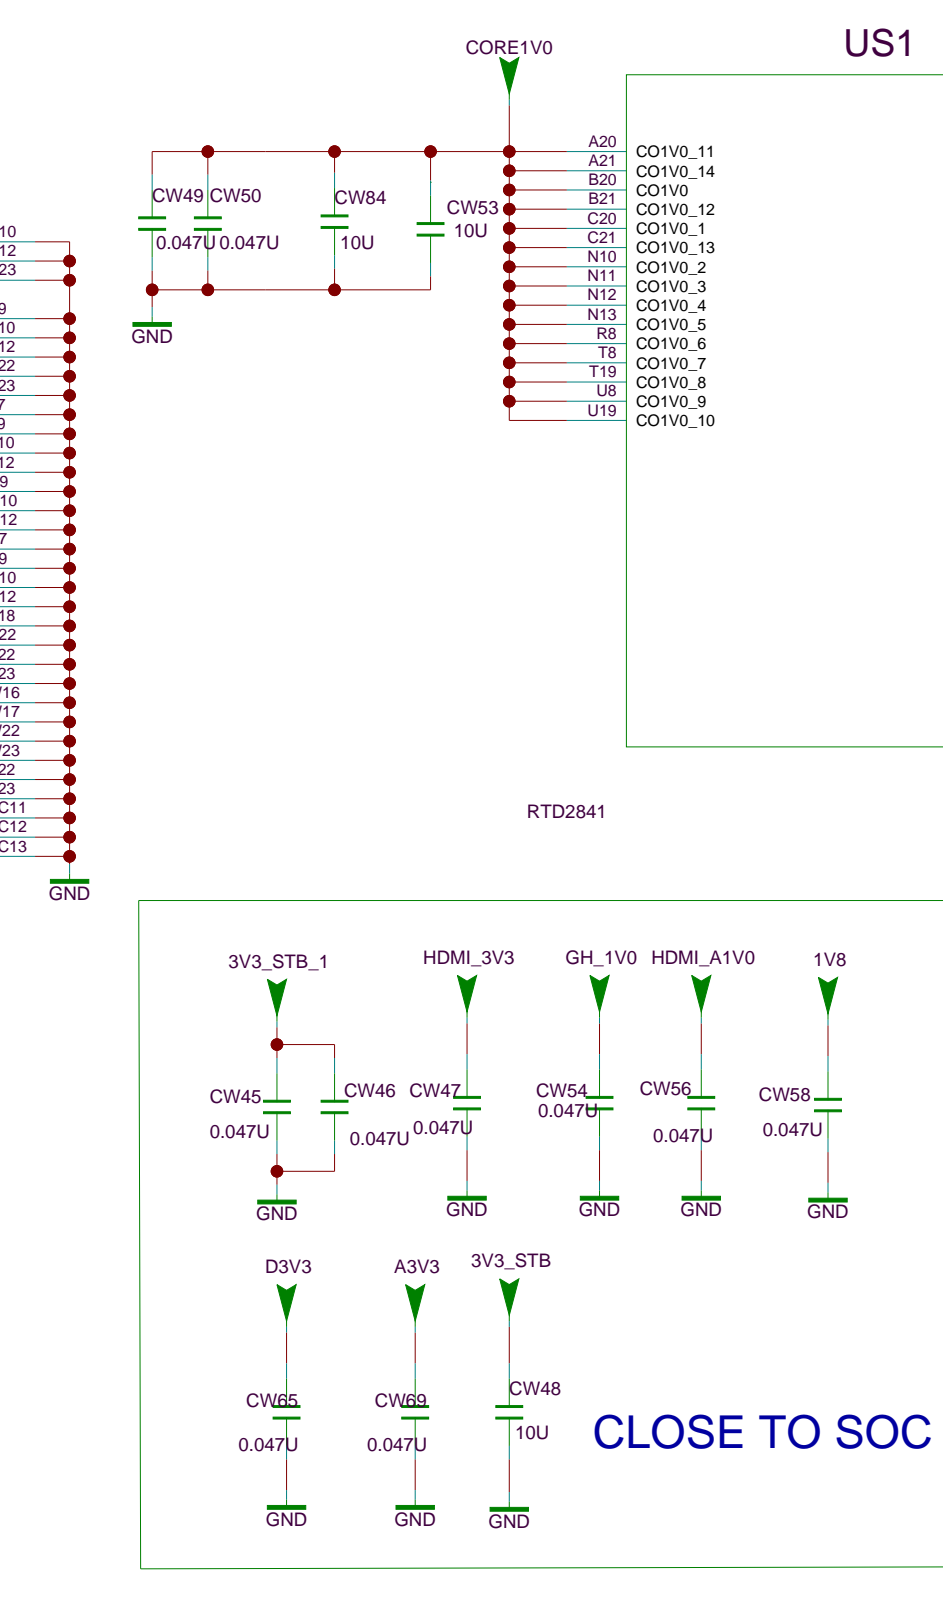 US1
CORE1V0
A20 CO1V0_11
A21 CO1V0_14
B20 CO1V0
B21 CO1V0_12
C20 CO1V0_1
C21 CO1V0_13
N10 CO1V0_2
N11 CO1V0_3
N12 CO1V0_4
N13 CO1V0_5
R8 CO1V0_6
T8 CO1V0_7
T19 CO1V0_8
U8 CO1V0_9
U19 CO1V0_10
CW49 CW50 CW84 CW53
0.047U 0.047U 10U 10U
GND
10
12
23
9
10
12
22
23
7
9
10
12
9
10
12
7
9
10
12
18
22
22
23
/16
/17
/22
/23
22
23
C11
C12
C13
GND
RTD2841
3V3_STB_1 HDMI_3V3 GH_1V0 HDMI_A1V0 1V8
CW45 CW46 CW47 CW54 CW56 CW58
0.047U 0.047U 0.047U 0.047U 0.047U 0.047U
GND GND GND GND GND
D3V3 A3V3 3V3_STB
CW65 CW69 CW48
0.047U 0.047U 10U
GND GND GND
CLOSE TO SOC